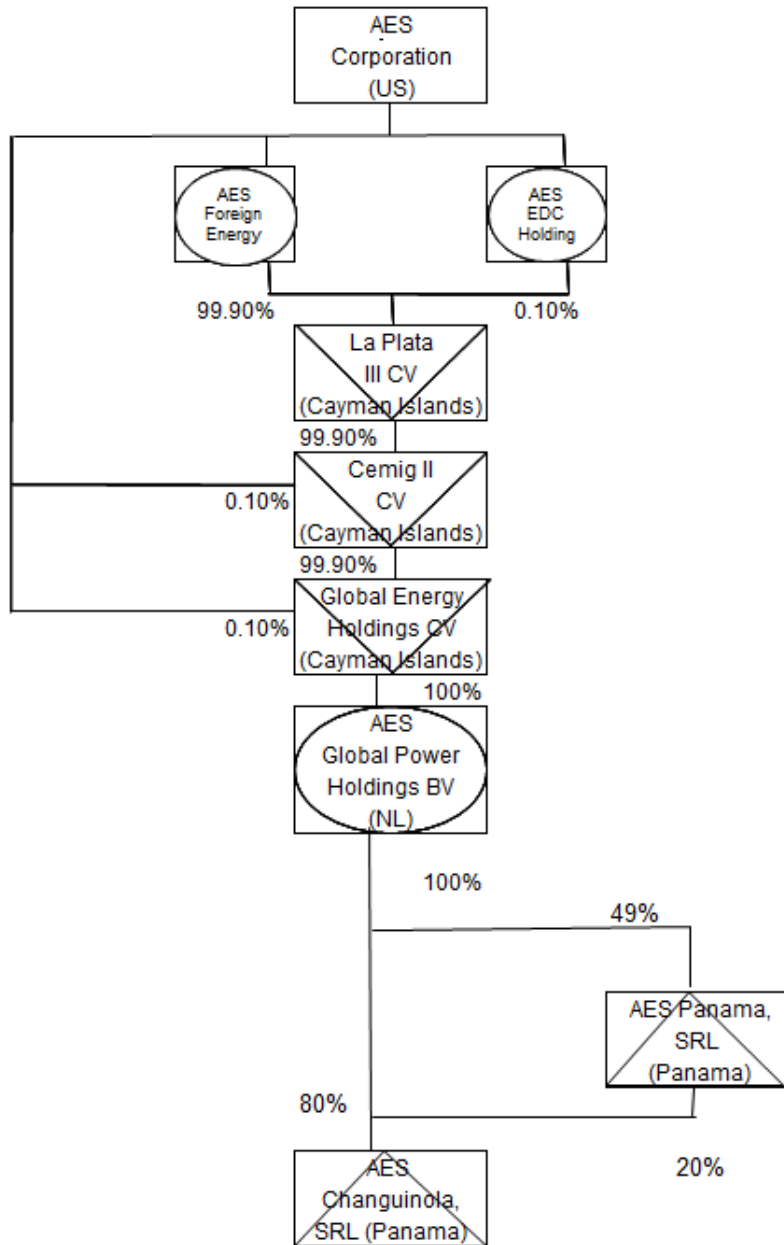 AES
Corporation
(US)
AES
Foreign
Energy
AES
EDC
Holding
99.90%
0.10%
La Plata
III CV
(Cayman Islands)
99.90%
Cemig II
CV
(Cayman Islands)
0.10%
99.90%
Global Energy
Holdings CV
(Cayman Islands)
0.10%
100%
AES
Global Power
Holdings BV
(NL)
100%
49%
AES Panama,
SRL
(Panama)
80%
20%
AES
Changuinola,
SRL (Panama)